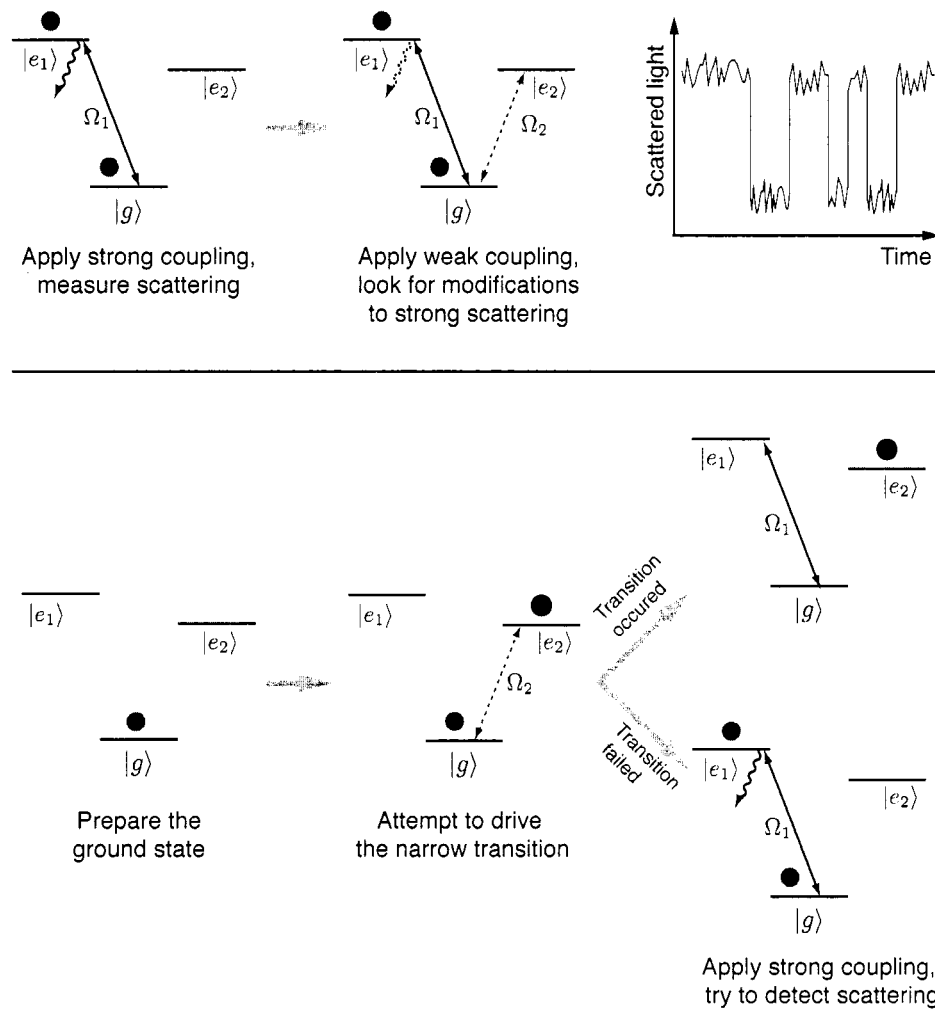 |e₁⟩
|e₂⟩
Ω₁
|g⟩
Apply strong coupling,
measure scattering
|e₁⟩
|e₂⟩
Ω₁
Ω₂
|g⟩
Apply weak coupling,
look for modifications
to strong scattering
Scattered light
Time
|e₁⟩
|e₂⟩
|g⟩
Prepare the
ground state
|e₁⟩
|e₂⟩
Ω₂
|g⟩
Attempt to drive
the narrow transition
Transition
occured
Transition
failed
|e₁⟩
|e₂⟩
Ω₁
|g⟩
|e₁⟩
|e₂⟩
Ω₁
|g⟩
Apply strong coupling,
try to detect scattering